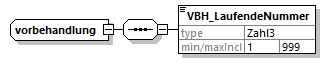 vorbehandlung
VBH_LaufendeNummer
type Zahl3
min/maxIncl 1 999